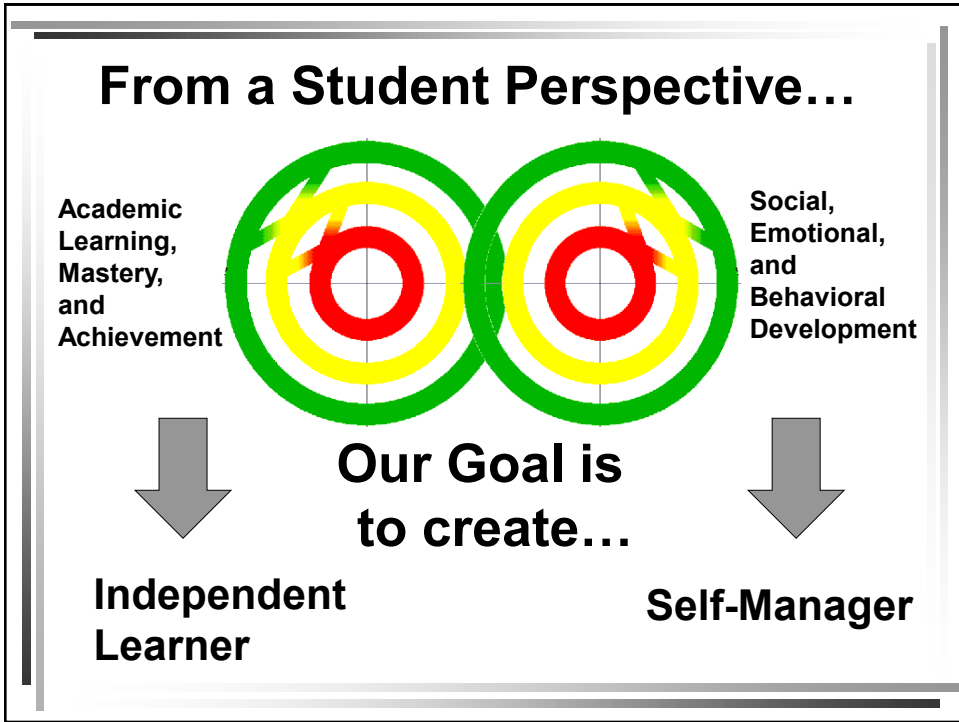 From a Student Perspective…
Academic
Learning,
Mastery,
and
Achievement
Social,
Emotional,
and
Behavioral
Development
Our Goal is
to create…
Independent
Learner
Self-Manager